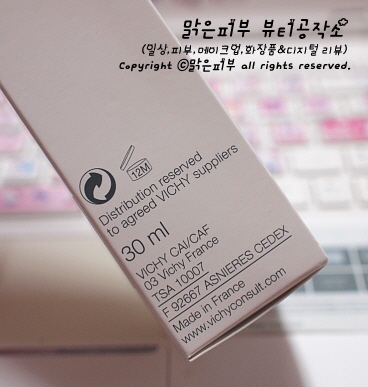 맑은피부 뷰티공작소
(일상,피부,메이크업,화장품&디지털 리뷰)
Copyright ⓒ맑은피부 all rights reserved.
12M
Distribution reserved
to agreed VICHY suppliers
30 ml
VICHY CAI/CAF
03 Vichy France
TSA 10007
F 92667 ASNIERES CEDEX
Made in France
www.vichyconsult.com